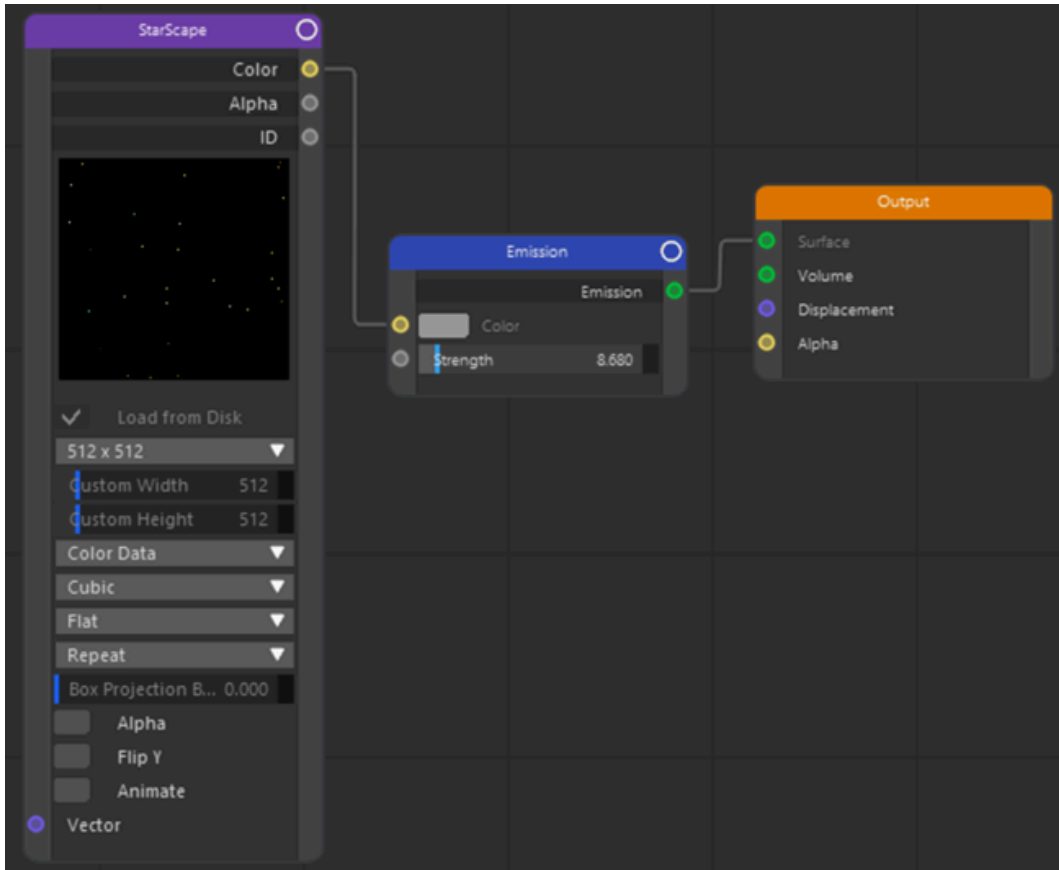 StarScape
Color
Alpha
ID
Load from Disk
512 x 512
Custom Width 512
Custom Height 512
Color Data
Cubic
Flat
Repeat
Box Projection B... 0.000
Alpha
Flip Y
Animate
Vector
Emission
Emission
Color
Strength 8.680
Output
Surface
Volume
Displacement
Alpha